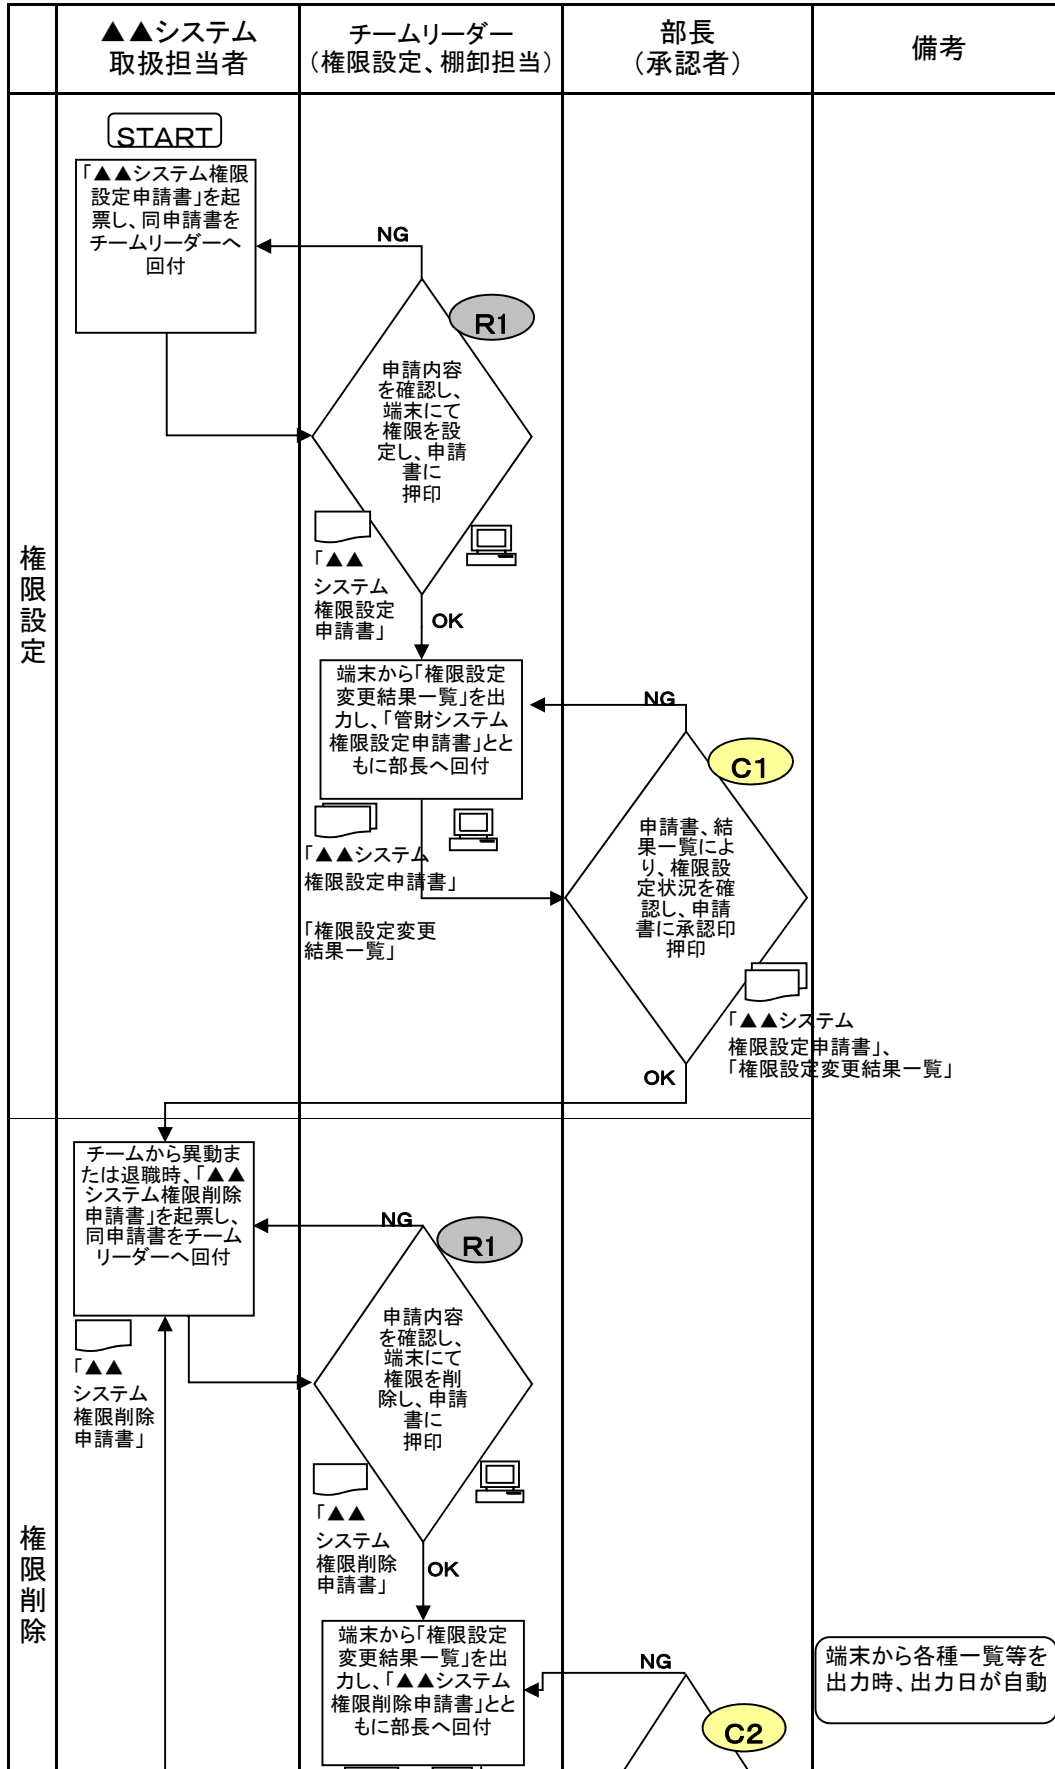 ▲▲システム
取扱担当者
チームリーダー
（権限設定、棚卸担当）
部長
（承認者）
備考
権限設定
START
「▲▲システム権限
設定申請書」を起
票し、同申請書を
チームリーダーへ
回付
NG
R1
申請内容
を確認し、
端末にて
権限を設
定し、申請
書に
押印
「▲▲
システム
権限設定
申請書」
OK
端末から「権限設定
変更結果一覧」を出
力し、「管財システム
権限設定申請書」とと
もに部長へ回付
「▲▲システム
権限設定申請書」
「権限設定変更
結果一覧」
NG
C1
申請書、結
果一覧によ
り、権限設
定状況を確
認し、申請
書に承認印
押印
「▲▲システム
権限設定申請書」、
「権限設定変更結果一覧」
OK
権限削除
チームから異動ま
たは退職時、「▲▲
システム権限削除
申請書」を起票し、
同申請書をチーム
リーダーへ回付
「▲▲
システム
権限削除
申請書」
NG
R1
申請内容
を確認し、
端末にて
権限を削
除し、申請
書に
押印
「▲▲
システム
権限削除
申請書」
OK
端末から「権限設定
変更結果一覧」を出
力し、「▲▲システム
権限削除申請書」とと
もに部長へ回付
NG
C2
端末から各種一覧等を
出力時、出力日が自動